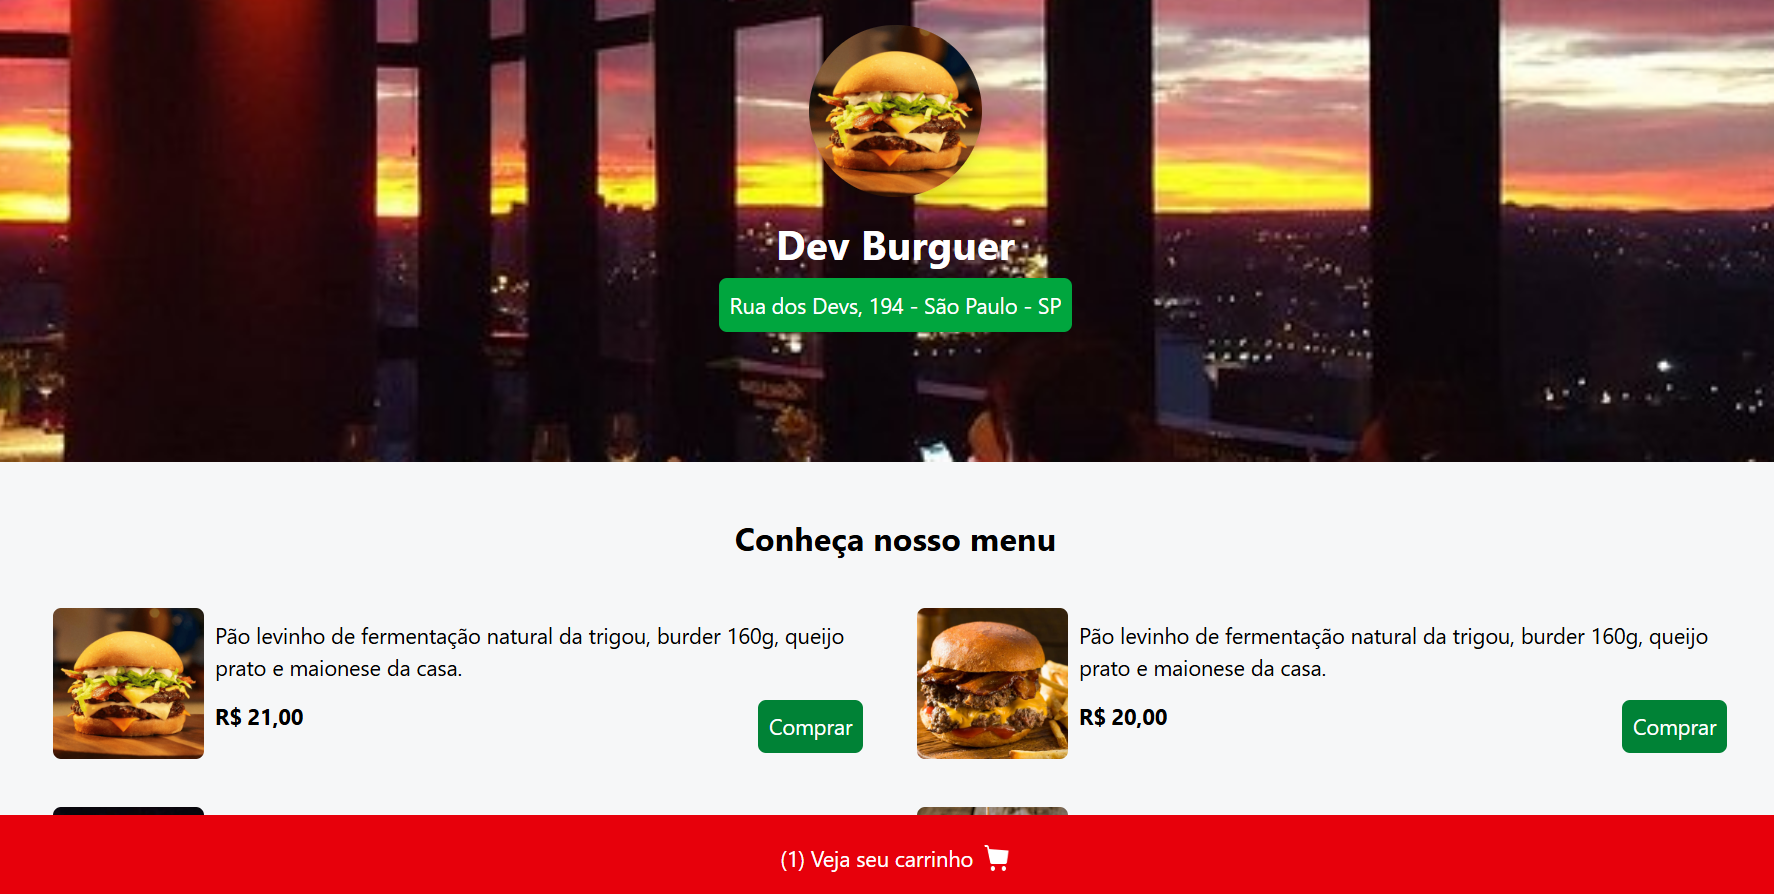 Dev Burguer
Rua dos Devs, 194 - São Paulo - SP
Conheça nosso menu
Pão levinho de fermentação natural da trigou, burder 160g, queijo
prato e maionese da casa.
R$ 21,00
Comprar
Pão levinho de fermentação natural da trigou, burder 160g, queijo
prato e maionese da casa.
R$ 20,00
Comprar
(1) Veja seu carrinho